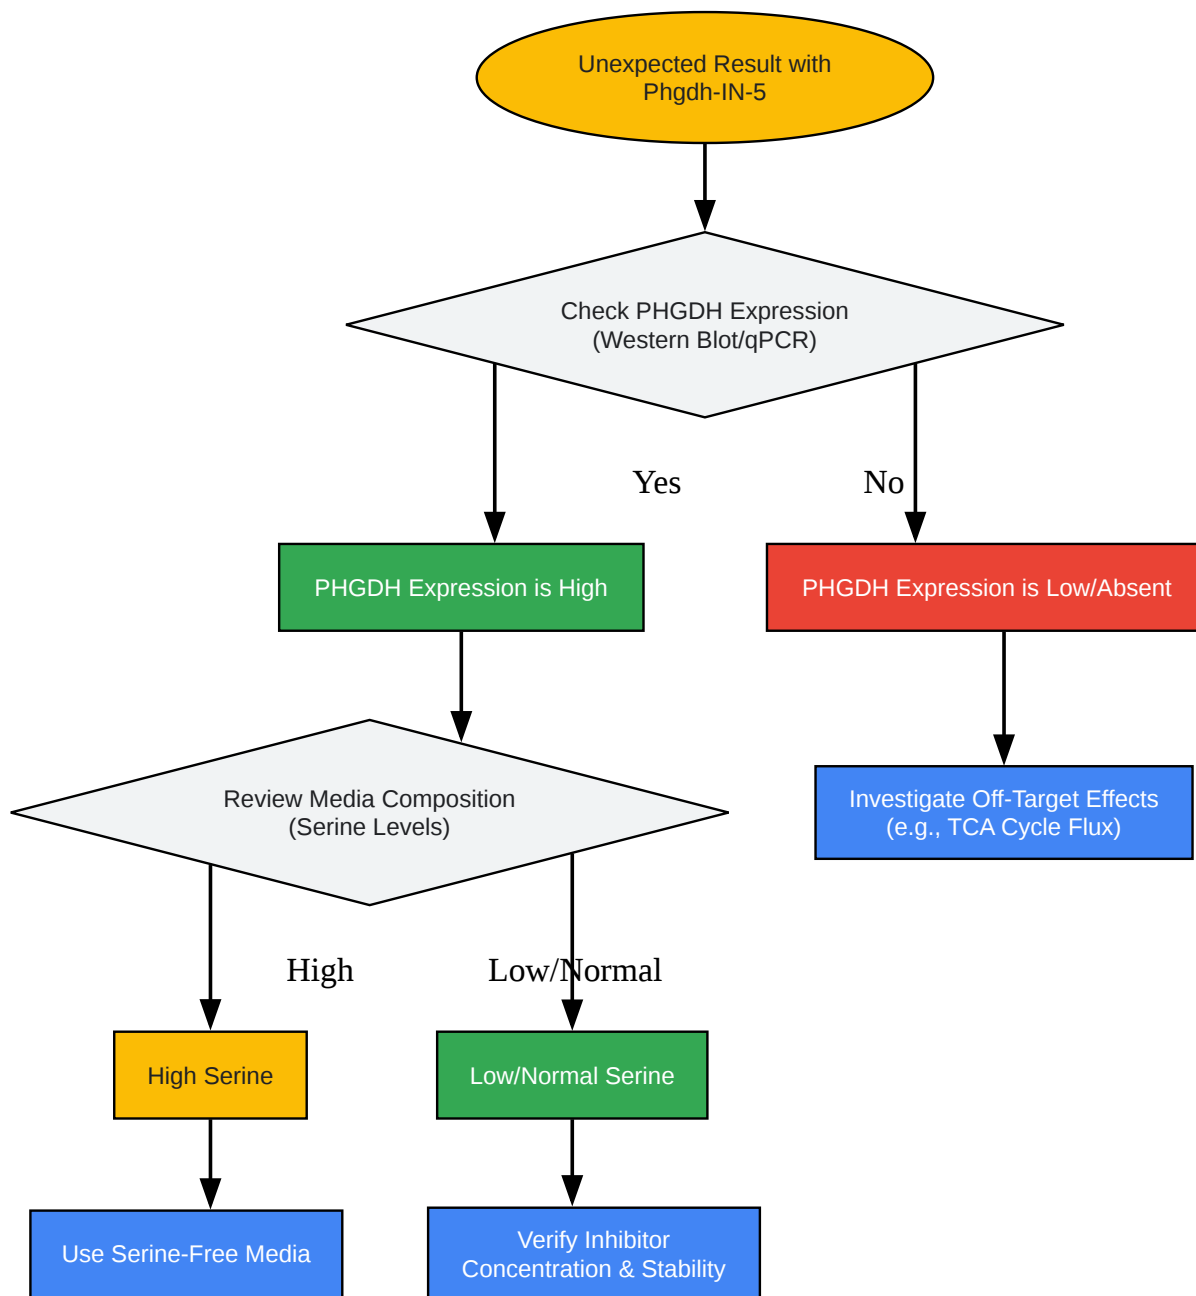 Unexpected Result with
Phgdh-IN-5
Check PHGDH Expression
(Western Blot/qPCR)
Yes
No
PHGDH Expression is High
PHGDH Expression is Low/Absent
Review Media Composition
(Serine Levels)
Investigate Off-Target Effects
(e.g., TCA Cycle Flux)
High
Low/Normal
High Serine
Low/Normal Serine
Use Serine-Free Media
Verify Inhibitor
Concentration & Stability